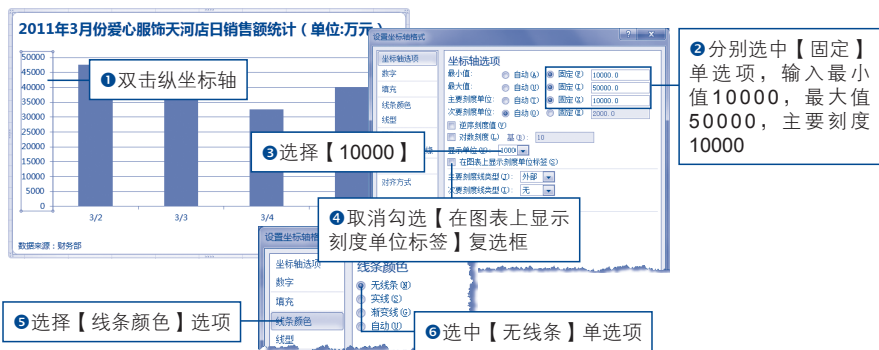 2011年3月份爱心服饰天河店日销售额统计（单位:万元）
50000
45000
40000
35000
30000
25000
20000
15000
10000
5000
0
3/2
3/3
3/4
数据来源：财务部
❶双击纵坐标轴
设置坐标轴格式
坐标轴选项
数字
填充
线条颜色
线型
对齐方式
坐标轴选项
最小值: 自动(A) 固定(F) 10000.0
最大值: 自动(U) 固定(I) 50000.0
主要刻度单位: 自动(T) 固定(X) 10000.0
次要刻度单位: 自动(O) 固定(E) 2000.0
逆序刻度值(V)
对数刻度(L) 基(B): 10
显示单位(U): 1000
在图表上显示刻度单位标签(S)
主要刻度线类型(J): 外部
次要刻度线类型(I): 无
❷分别选中【固定】
单选项，输入最小
值10000，最大值
50000，主要刻度
10000
❸选择【10000】
❹取消勾选【在图表上显示
刻度单位标签】复选框
设置坐标轴格
坐标轴选项
数字
填充
线条颜色
线型
线条颜色
无线条(N)
实线(S)
渐变线(G)
自动(U)
❺选择【线条颜色】选项
❻选中【无线条】单选项